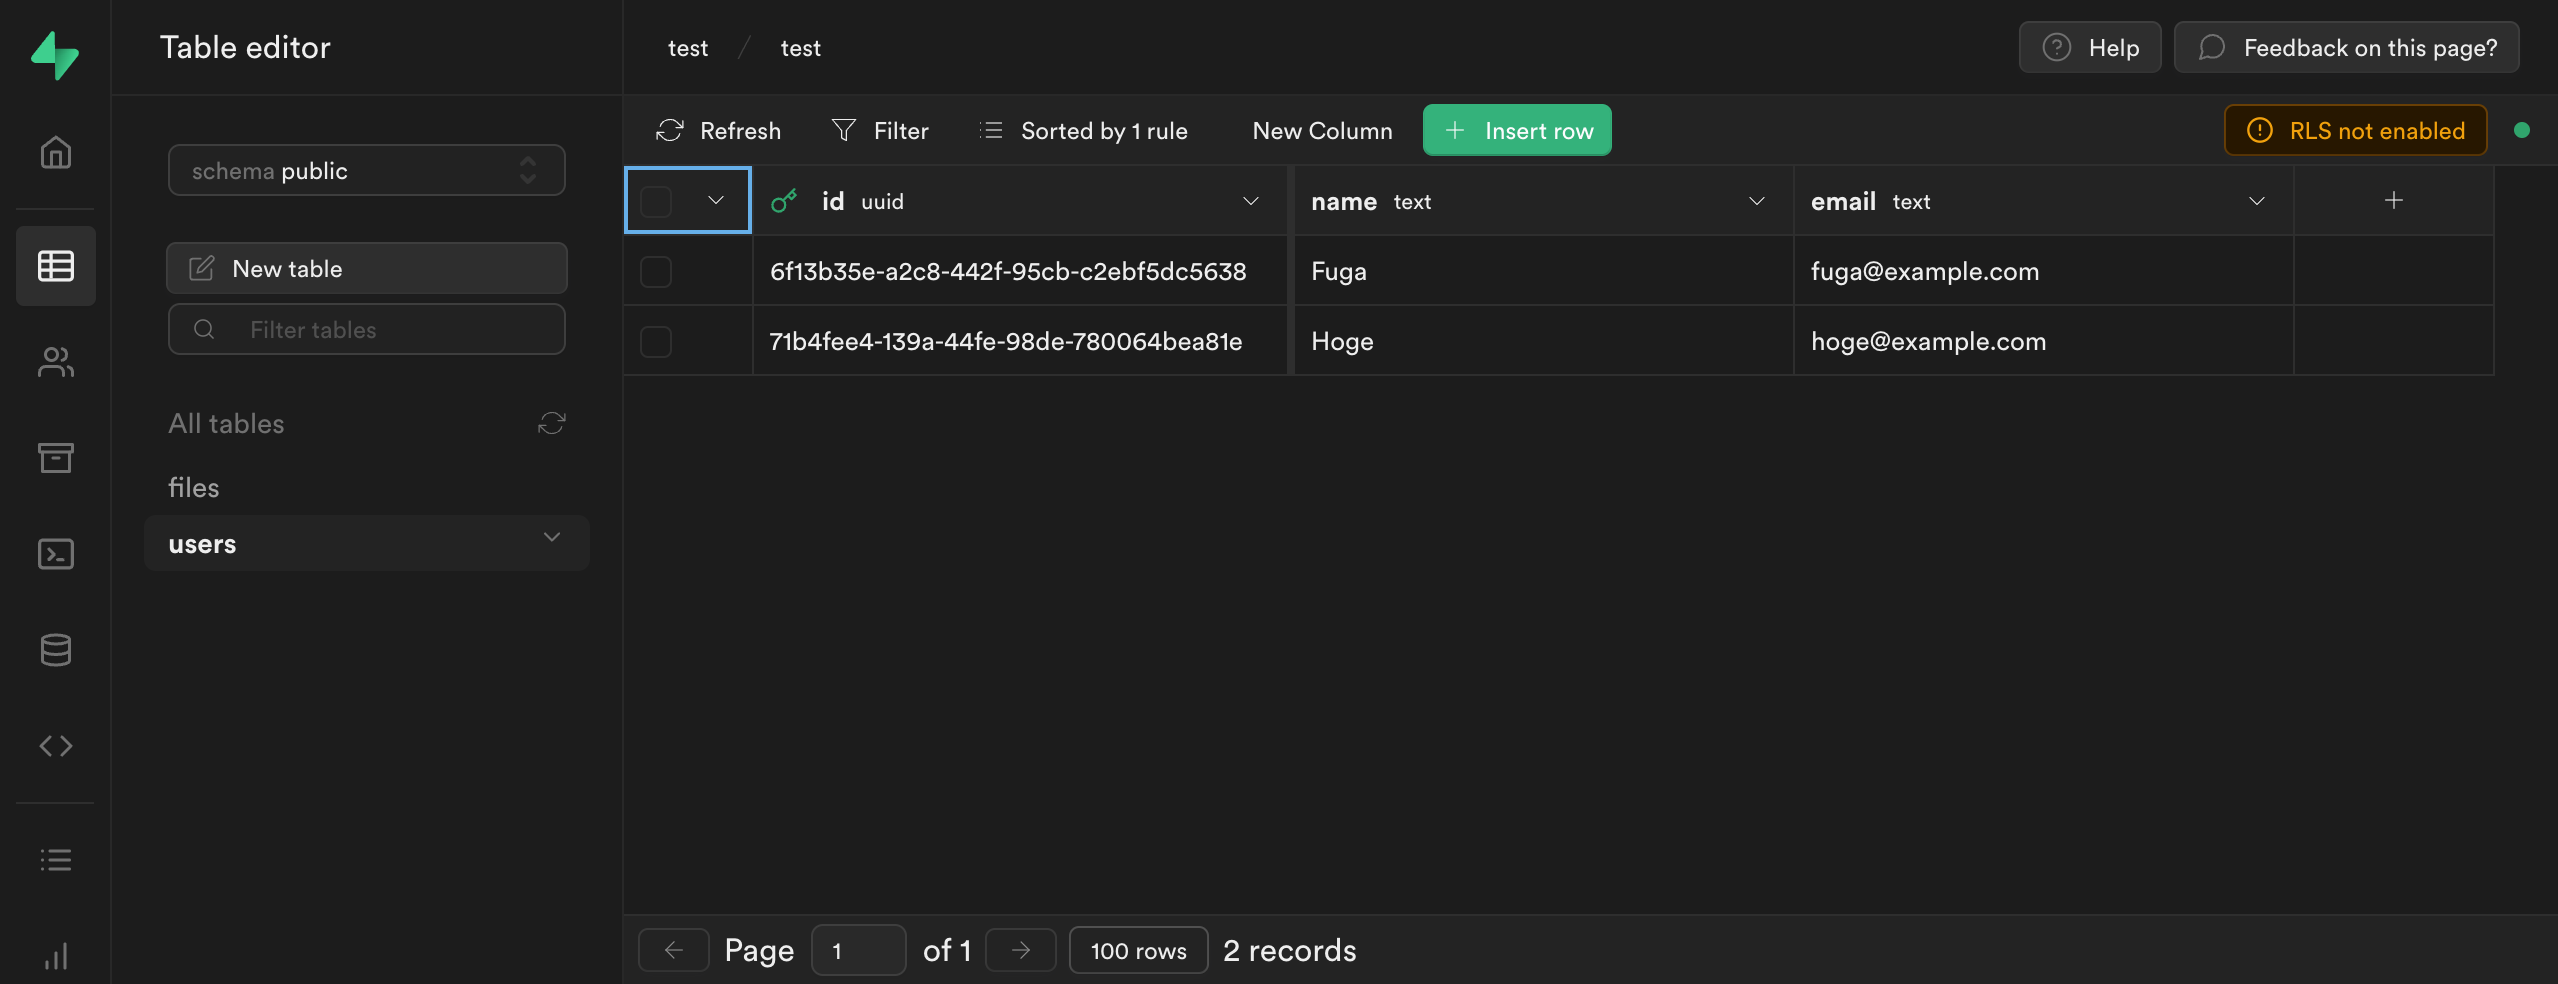 Table editor
test / test
Help
Feedback on this page?
schema public
New table
Filter tables
All tables
files
users
Refresh
Filter
Sorted by 1 rule
New Column
+ Insert row
RLS not enabled
id uuid
name text
email text
+
6f13b35e-a2c8-442f-95cb-c2ebf5dc5638 Fuga fuga@example.com
71b4fee4-139a-44fe-98de-780064bea81e Hoge hoge@example.com
Page 1 of 1
100 rows
2 records